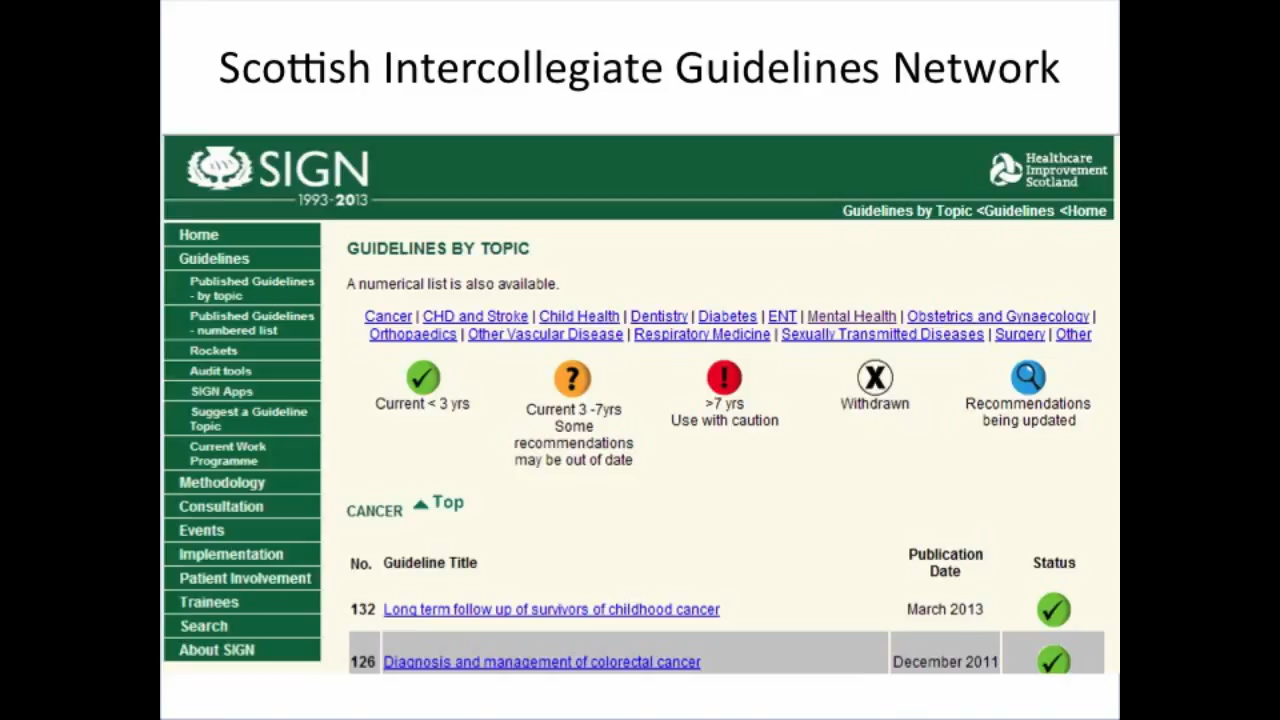 Scottish Intercollegiate Guidelines Network
SIGN
1993-2013
Healthcare
Improvement
Scotland
Guidelines by Topic <Guidelines <Home
Home
Guidelines
Published Guidelines
- by topic
Published Guidelines
- numbered list
Rockets
Audit tools
SIGN Apps
Suggest a Guideline
Topic
Current Work
Programme
Methodology
Consultation
Events
Implementation
Patient Involvement
Trainees
Search
About SIGN
GUIDELINES BY TOPIC
A numerical list is also available.
Cancer | CHD and Stroke | Child Health | Dentistry | Diabetes | ENT | Mental Health | Obstetrics and Gynaecology |
Orthopaedics | Other Vascular Disease | Respiratory Medicine | Sexually Transmitted Diseases | Surgery | Other
Current < 3 yrs
?
Current 3 -7yrs
Some
recommendations
may be out of date
!
>7 yrs
Use with caution
X
Withdrawn
Recommendations
being updated
CANCER Top
No. Guideline Title Publication Date Status
132 Long term follow up of survivors of childhood cancer March 2013
126 Diagnosis and management of colorectal cancer December 2011